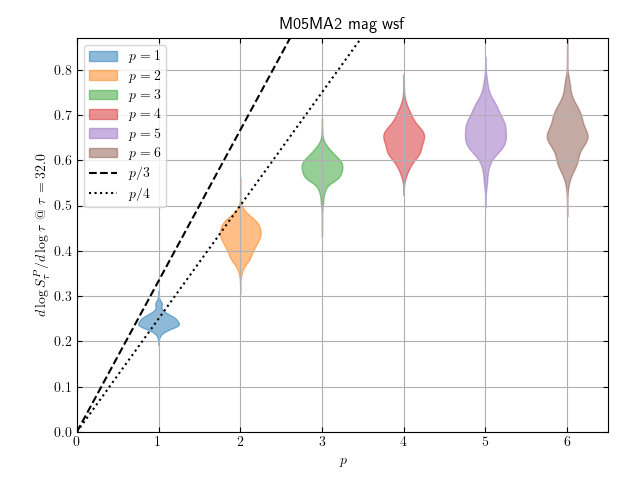 M05MA2 mag wsf
d log S_τ^P / d log τ @ τ = 32.0
0.8
0.7
0.6
0.5
0.4
0.3
0.2
0.1
0.0
p = 1
p = 2
p = 3
p = 4
p = 5
p = 6
p/3
p/4
0 1 2 3 4 5 6
p